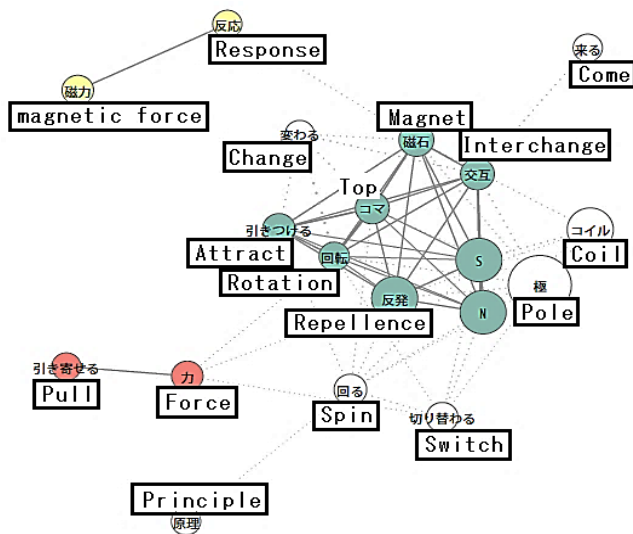 反応
Response
磁力
magnetic force
来る
Come
Magnet
磁石
変わる
Change
Interchange
交互
Top
コマ
引きつける
Attract
回転
Rotation
コイル
Coil
S
極
Pole
反発
Repellence
N
引き寄せる
Pull
力
Force
回る
Spin
切り替わる
Switch
Principle
原理